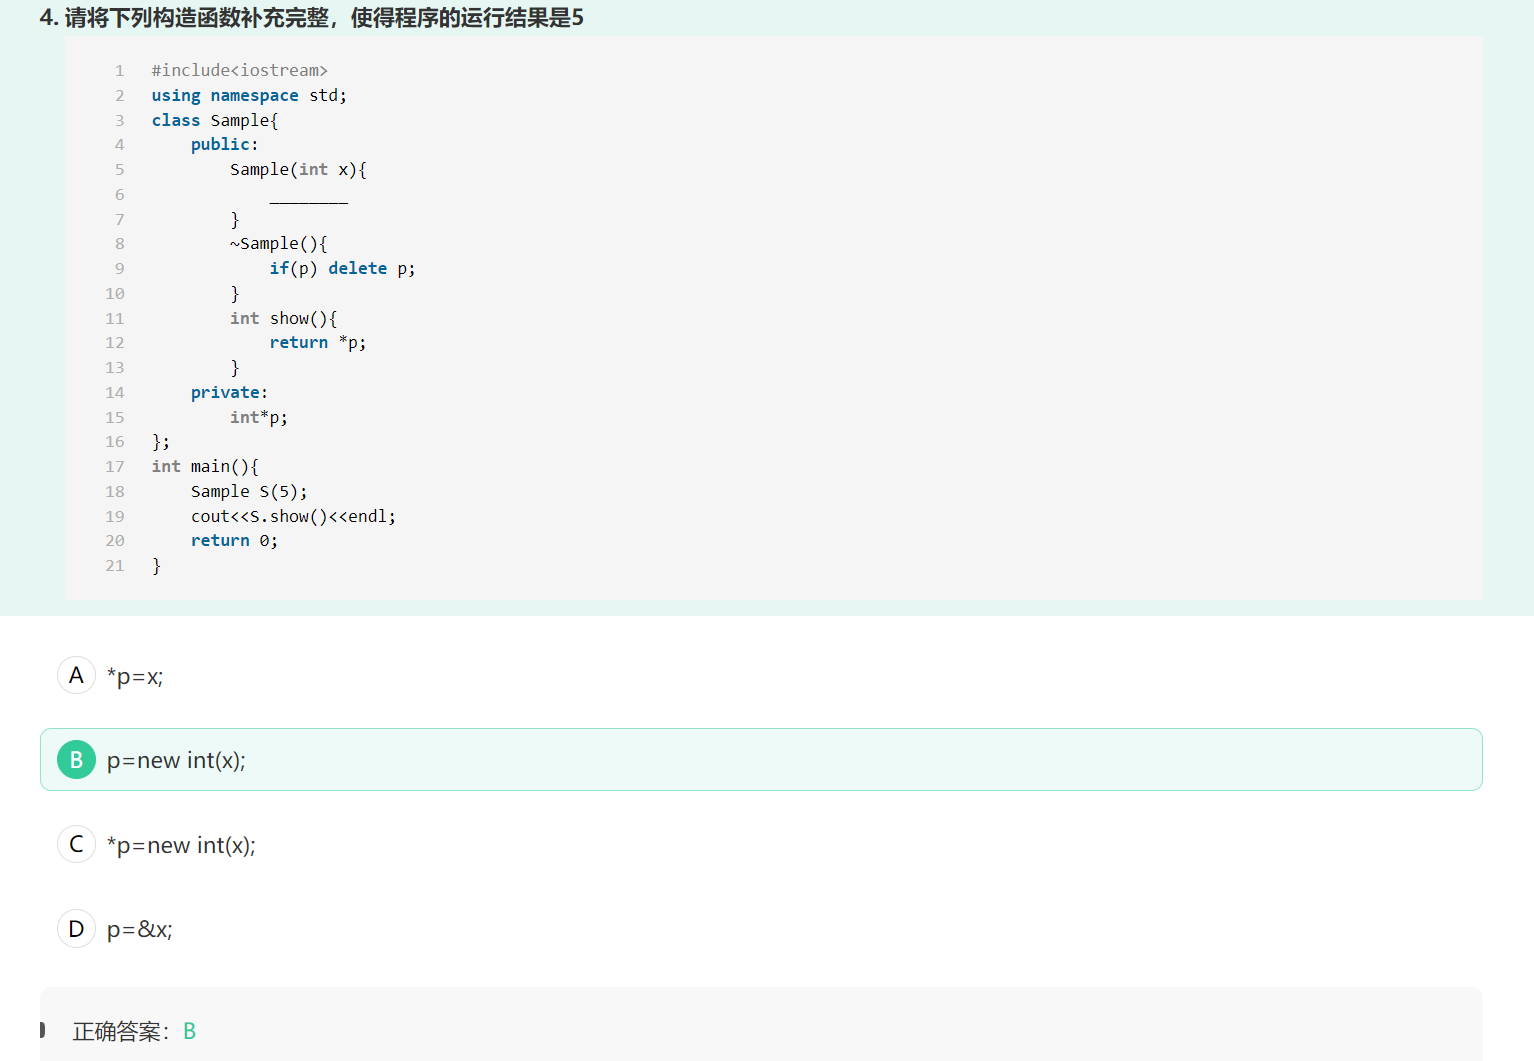 4. 请将下列构造函数补充完整，使得程序的运行结果是5
1 #include<iostream>
2 using namespace std;
3 class Sample{
4     public:
5         Sample(int x){
6             ________
7         }
8         ~Sample(){
9             if(p) delete p;
10         }
11         int show(){
12             return *p;
13         }
14     private:
15         int*p;
16 };
17 int main(){
18     Sample S(5);
19     cout<<S.show()<<endl;
20     return 0;
21 }
A *p=x;
B p=new int(x);
C *p=new int(x);
D p=&x;
正确答案：B